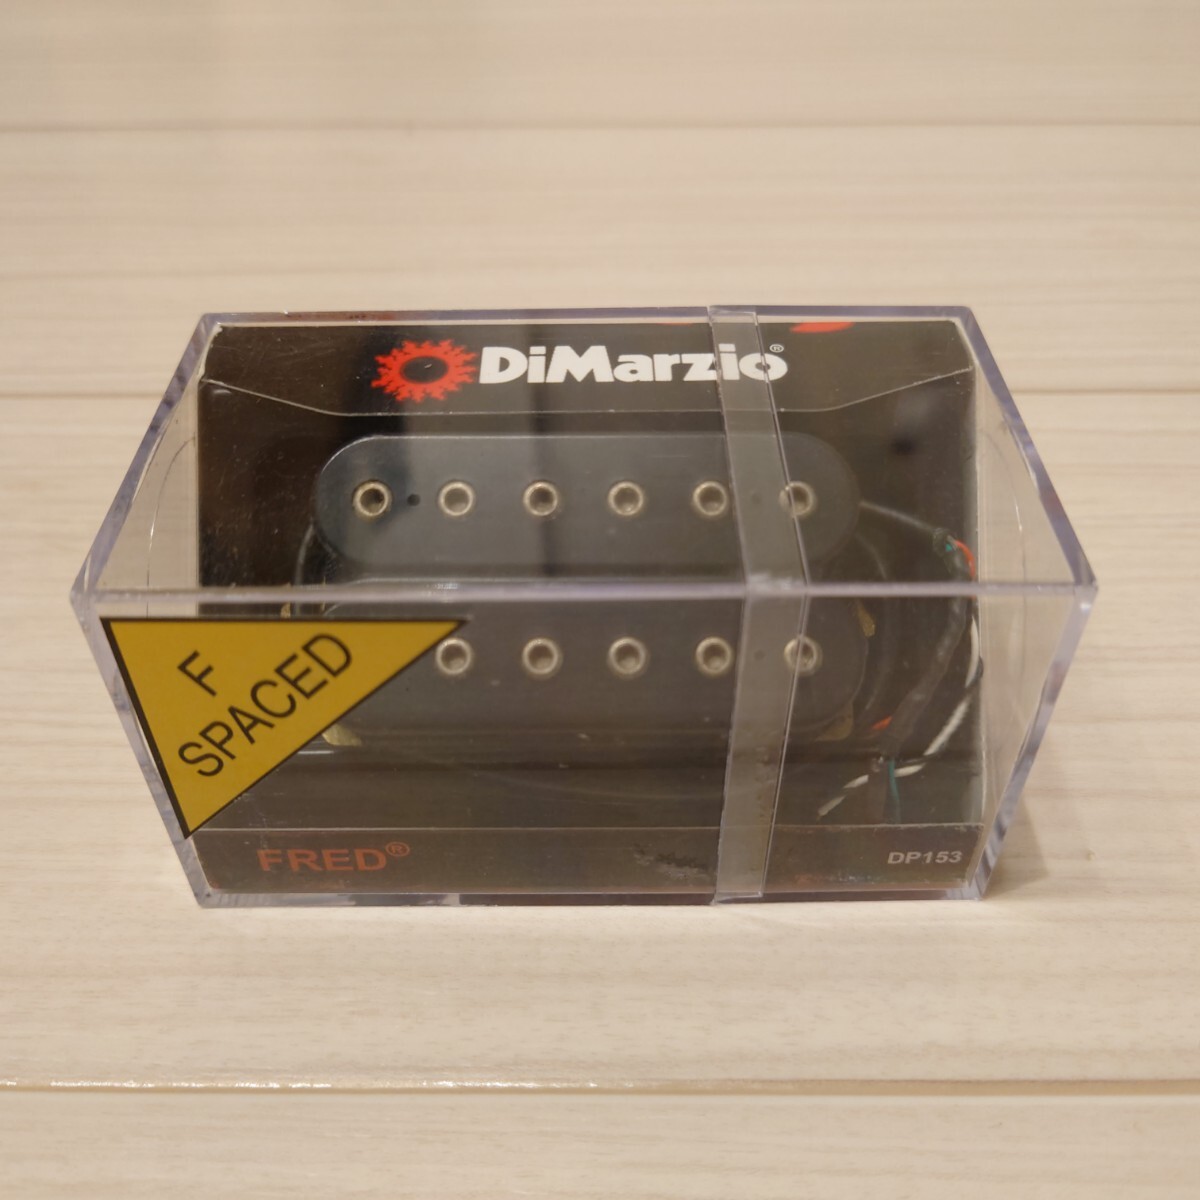 DiMarzio®
F
SPACED
FRED®
DP153